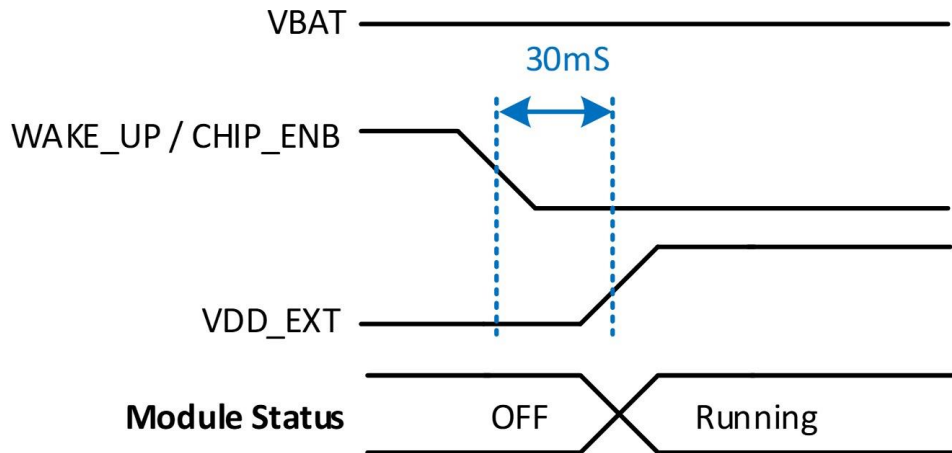 VBAT
30mS
WAKE_UP / CHIP_ENB
VDD_EXT
Module Status OFF Running